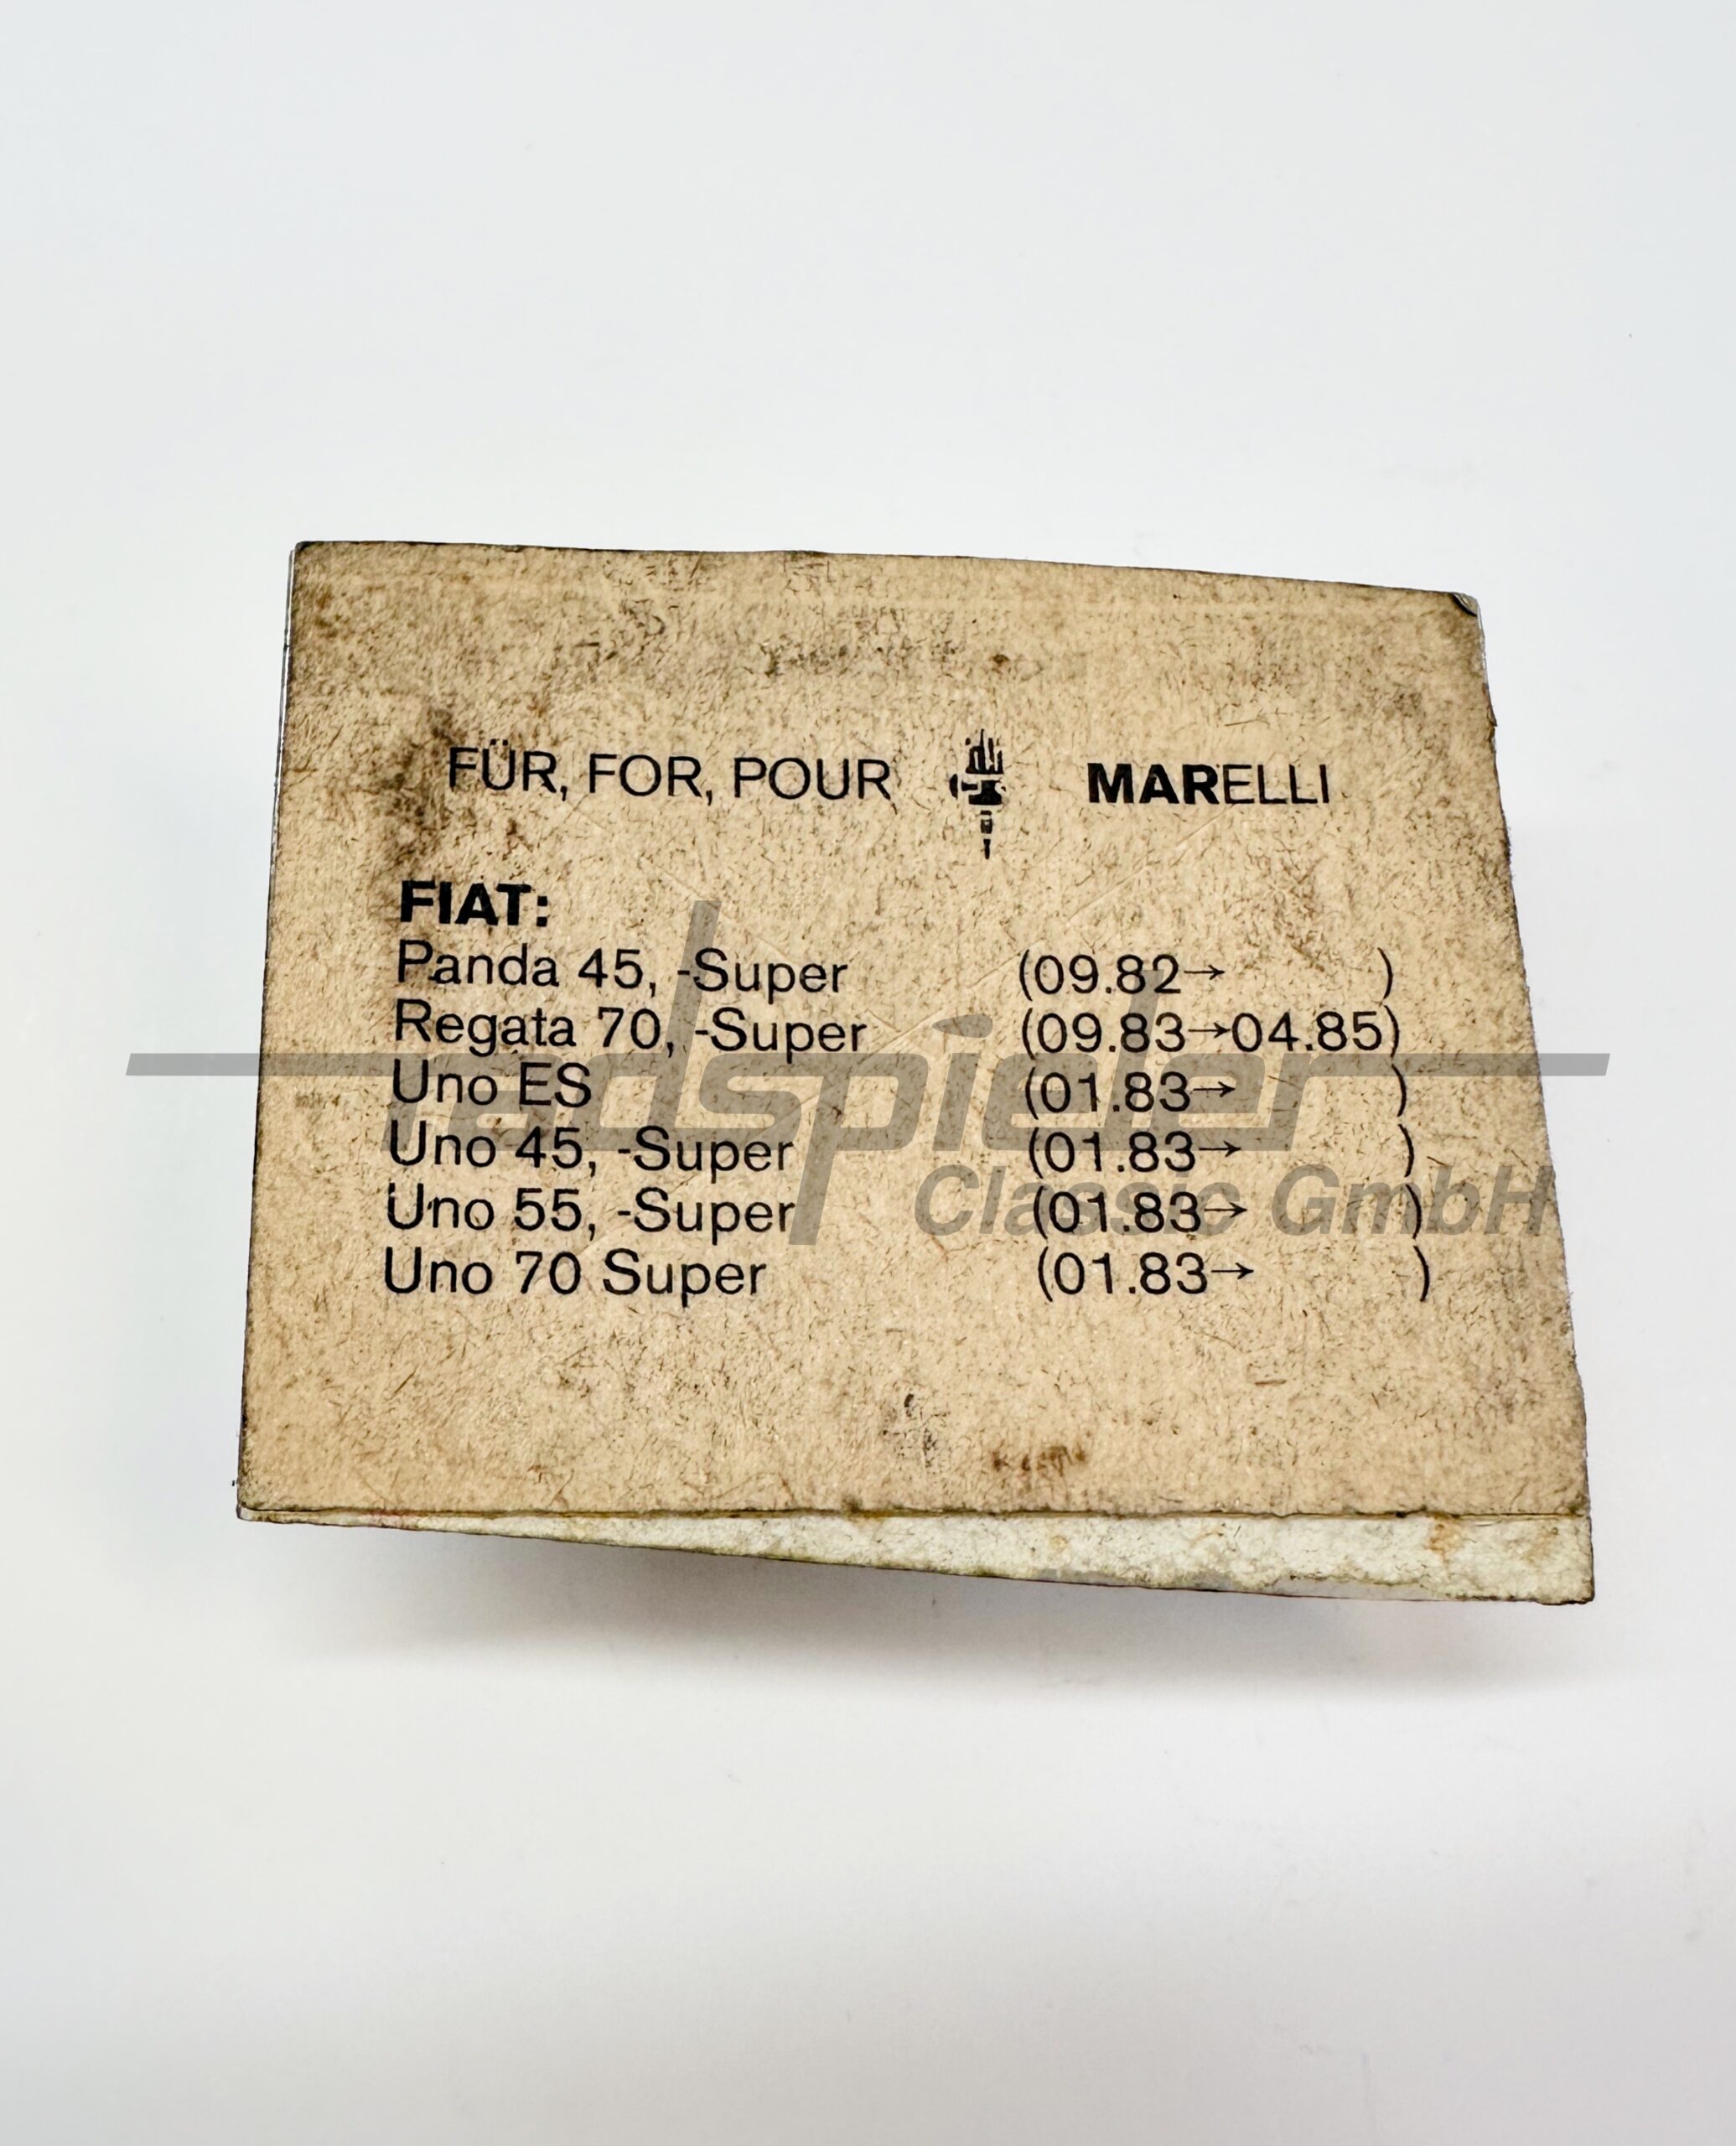 FÜR, FOR, POUR MARELLI
FIAT:
Panda 45, -Super (09.82→ )
Regata 70, -Super (09.83→04.85)
Uno ES (01.83→ )
Uno 45, -Super (01.83→ )
Uno 55, -Super (01.83→ )
Uno 70 Super (01.83→ )
redspider
Classic GmbH